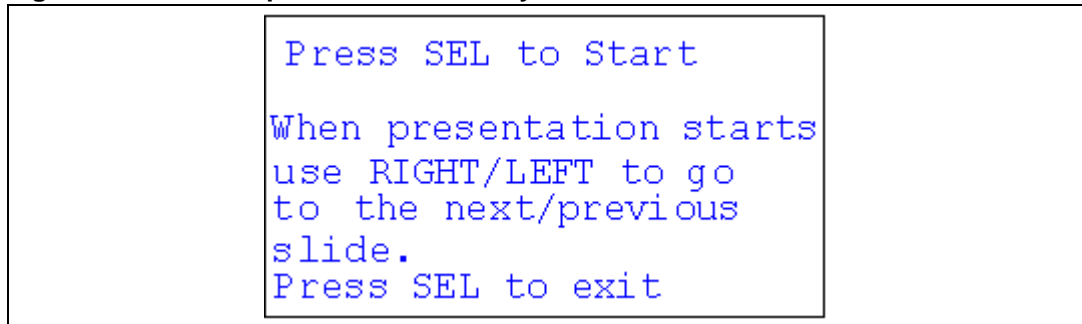 Press SEL to Start
When presentation starts
use RIGHT/LEFT to go
to the next/previous
slide.
Press SEL to exit